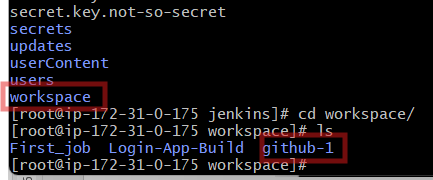 secret.key.not-so-secret
secrets
updates
userContent
users
workspace
[root@ip-172-31-0-175 jenkins]# cd workspace/
[root@ip-172-31-0-175 workspace]# ls
First_job  Login-App-Build  github-1
[root@ip-172-31-0-175 workspace]#